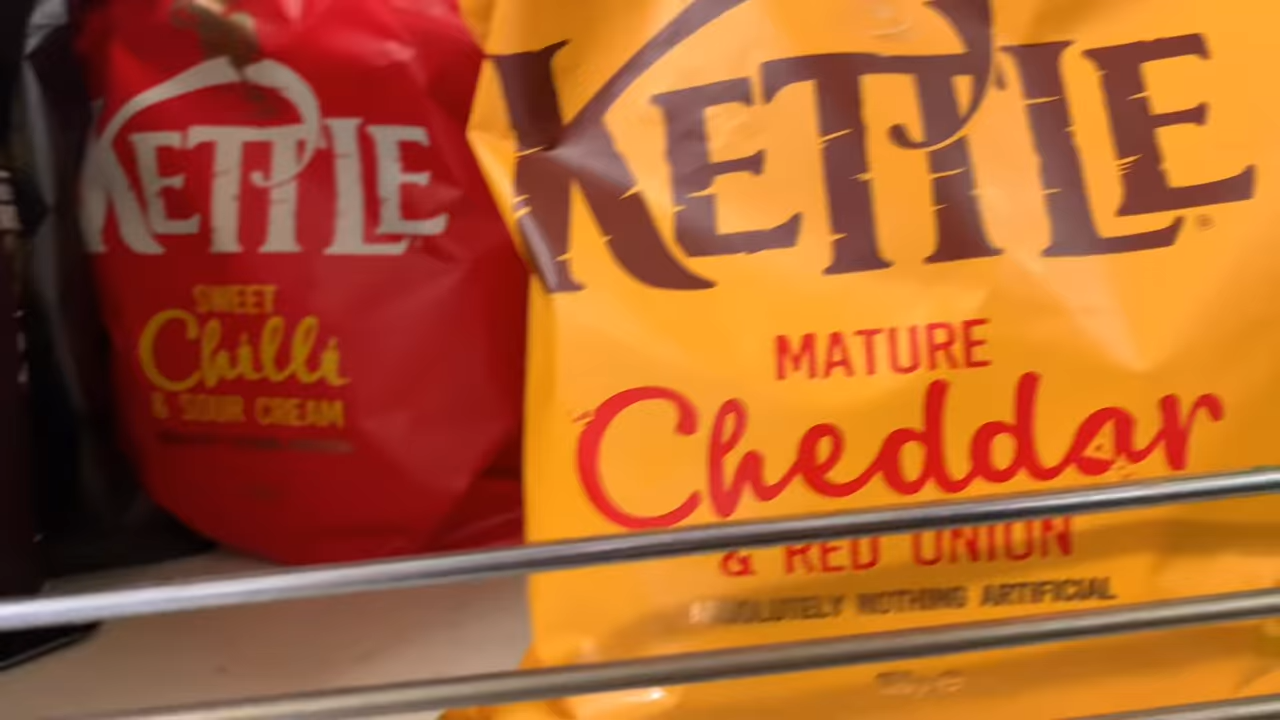 KETTLE
SWEET
Chilli
& SOUR CREAM
KETTLE
MATURE
Cheddar
& RED ONION
ABSOLUTELY NOTHING ARTIFICIAL